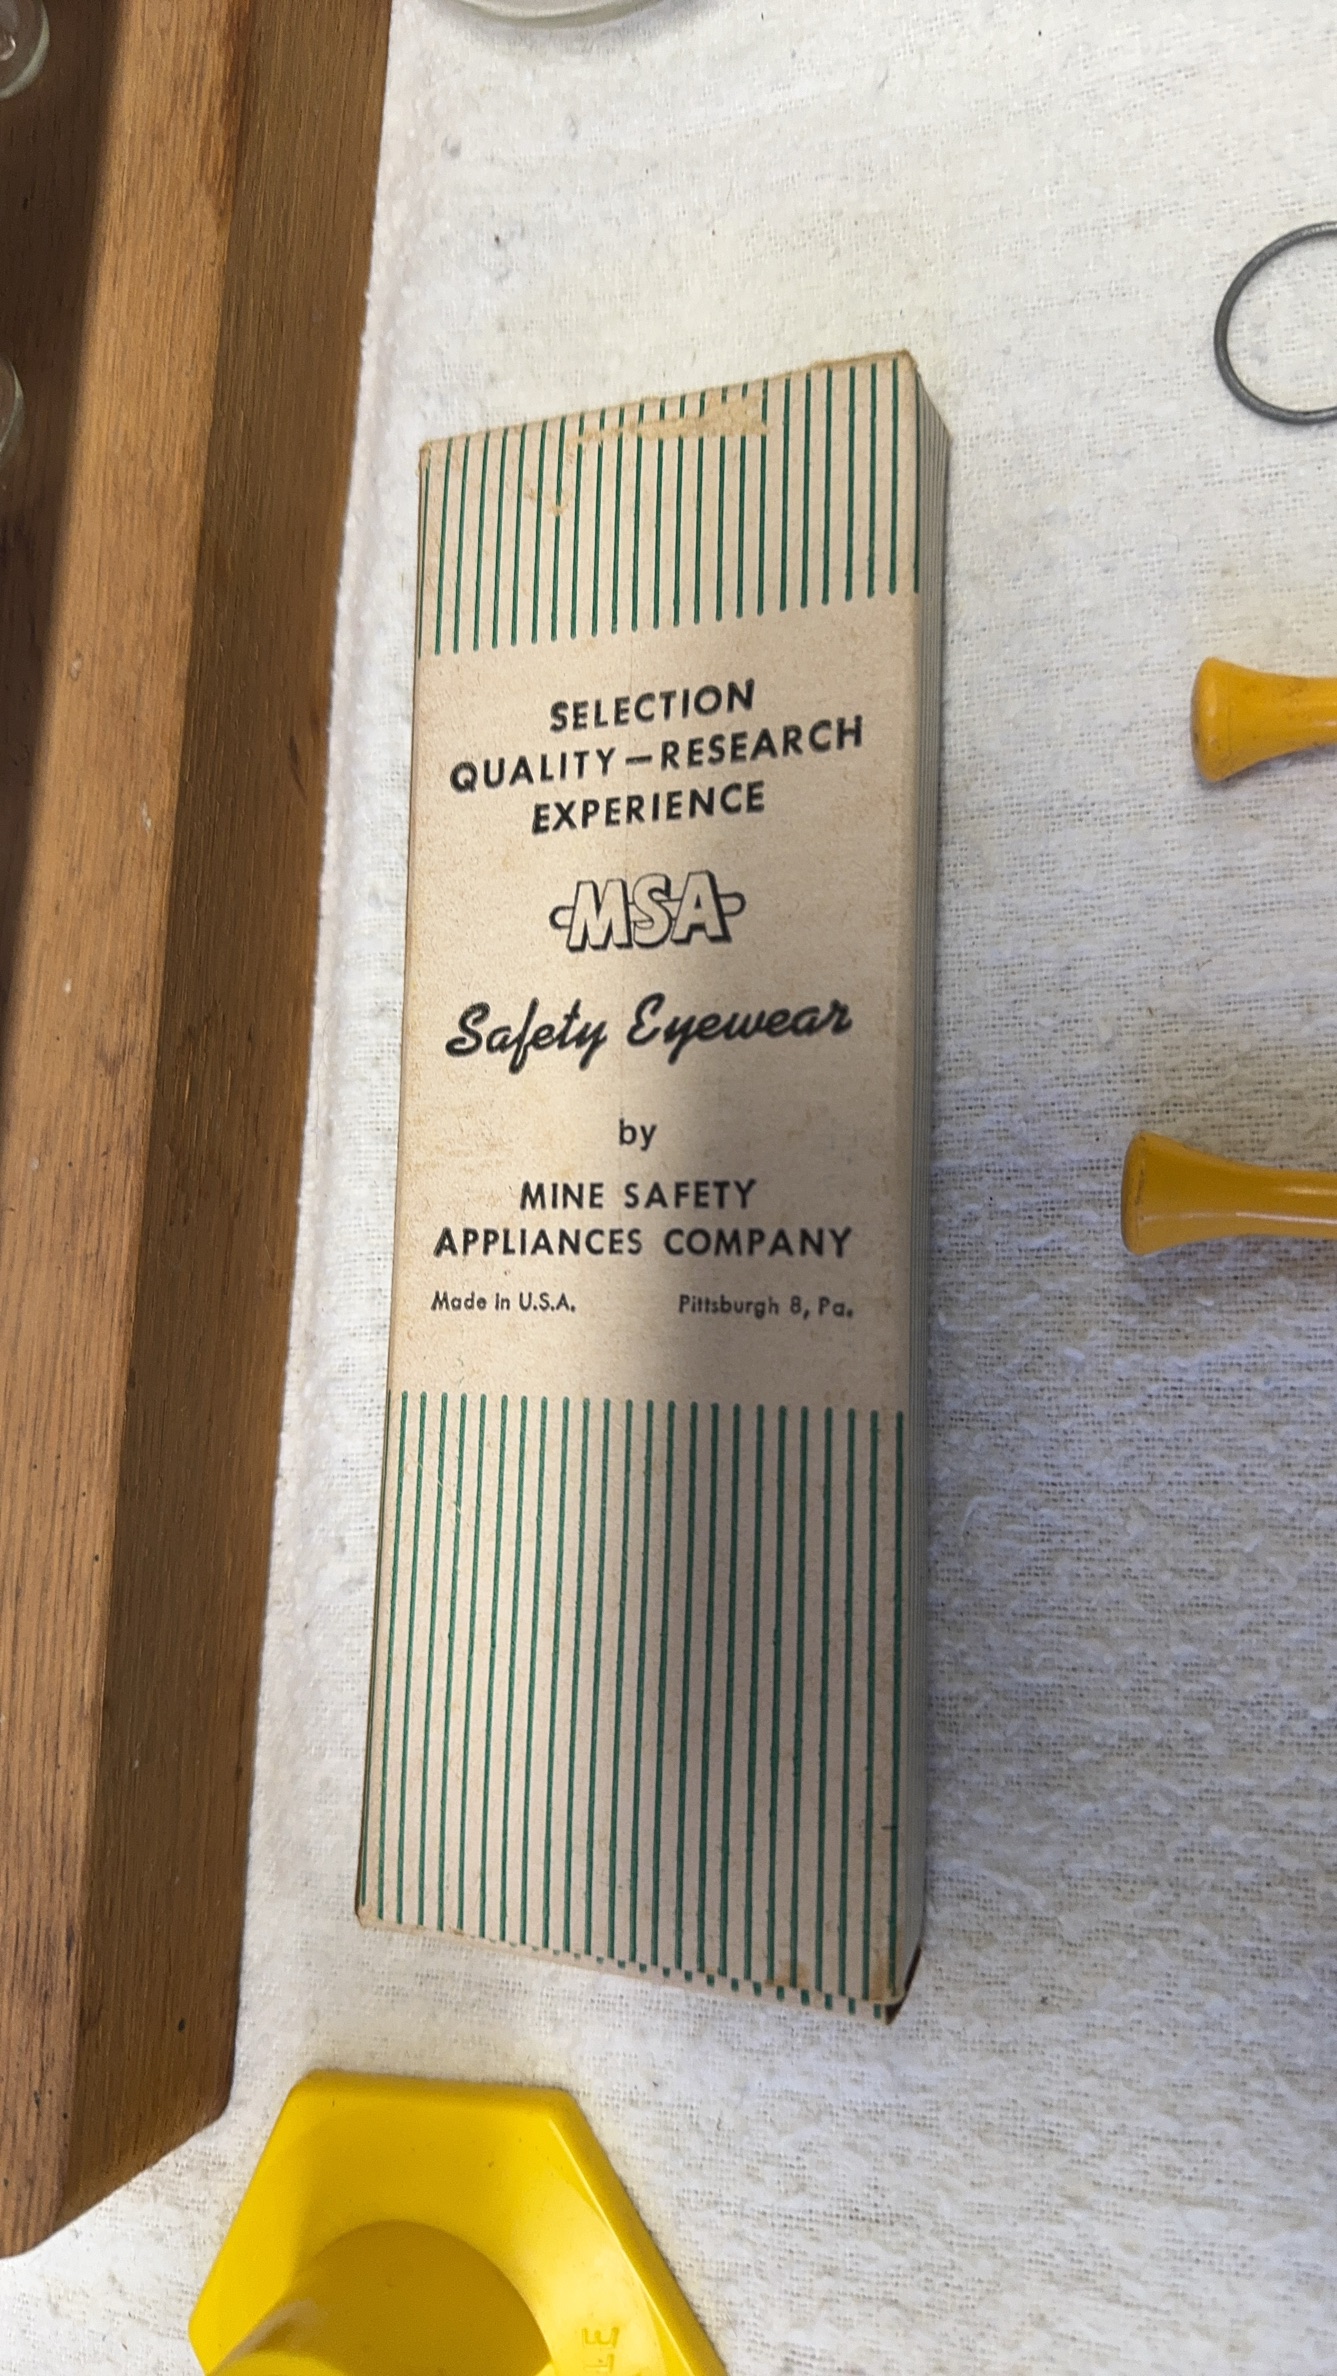 SELECTION
QUALITY—RESEARCH
EXPERIENCE
MSA
Safety Eyewear
by
MINE SAFETY
APPLIANCES COMPANY
Made in U.S.A. Pittsburgh 8, Pa.